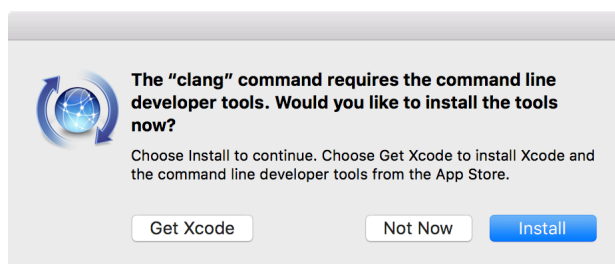 The “clang” command requires the command line
developer tools. Would you like to install the tools
now?
Choose Install to continue. Choose Get Xcode to install Xcode and
the command line developer tools from the App Store.
Get Xcode Not Now Install